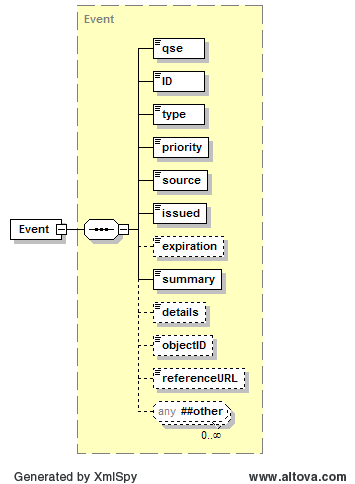 Event
qse
ID
type
priority
source
issued
Event
expiration
summary
details
objectID
referenceURL
any ##other
0..∞
Generated by XmlSpy www.altova.com